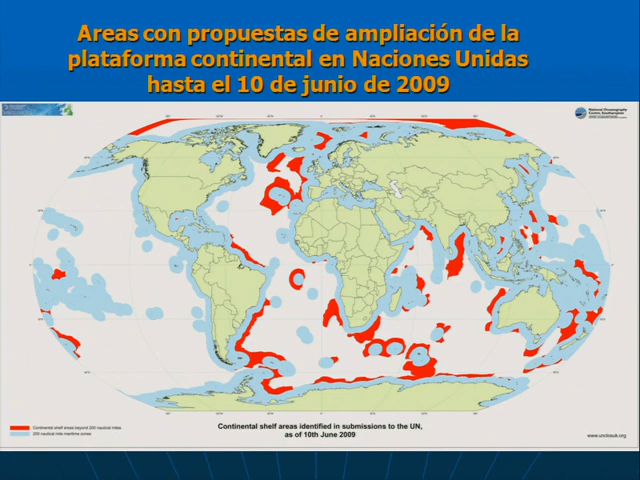 Areas con propuestas de ampliación de la
plataforma continental en Naciones Unidas
hasta el 10 de junio de 2009
National Oceanography
Centre, Southampton
Continental shelf areas beyond 200 nautical miles
200 nautical mile maritime zones
Continental shelf areas identified in submissions to the UN,
as of 10th June 2009
www.unclosuk.org